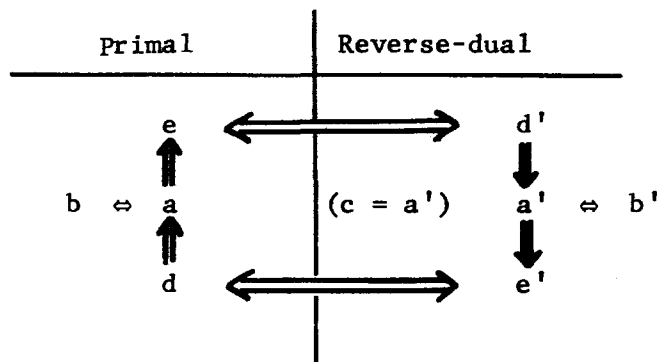 Primal Reverse-dual
e d'
b ⇔ a (c = a') a' ⇔ b'
d e'